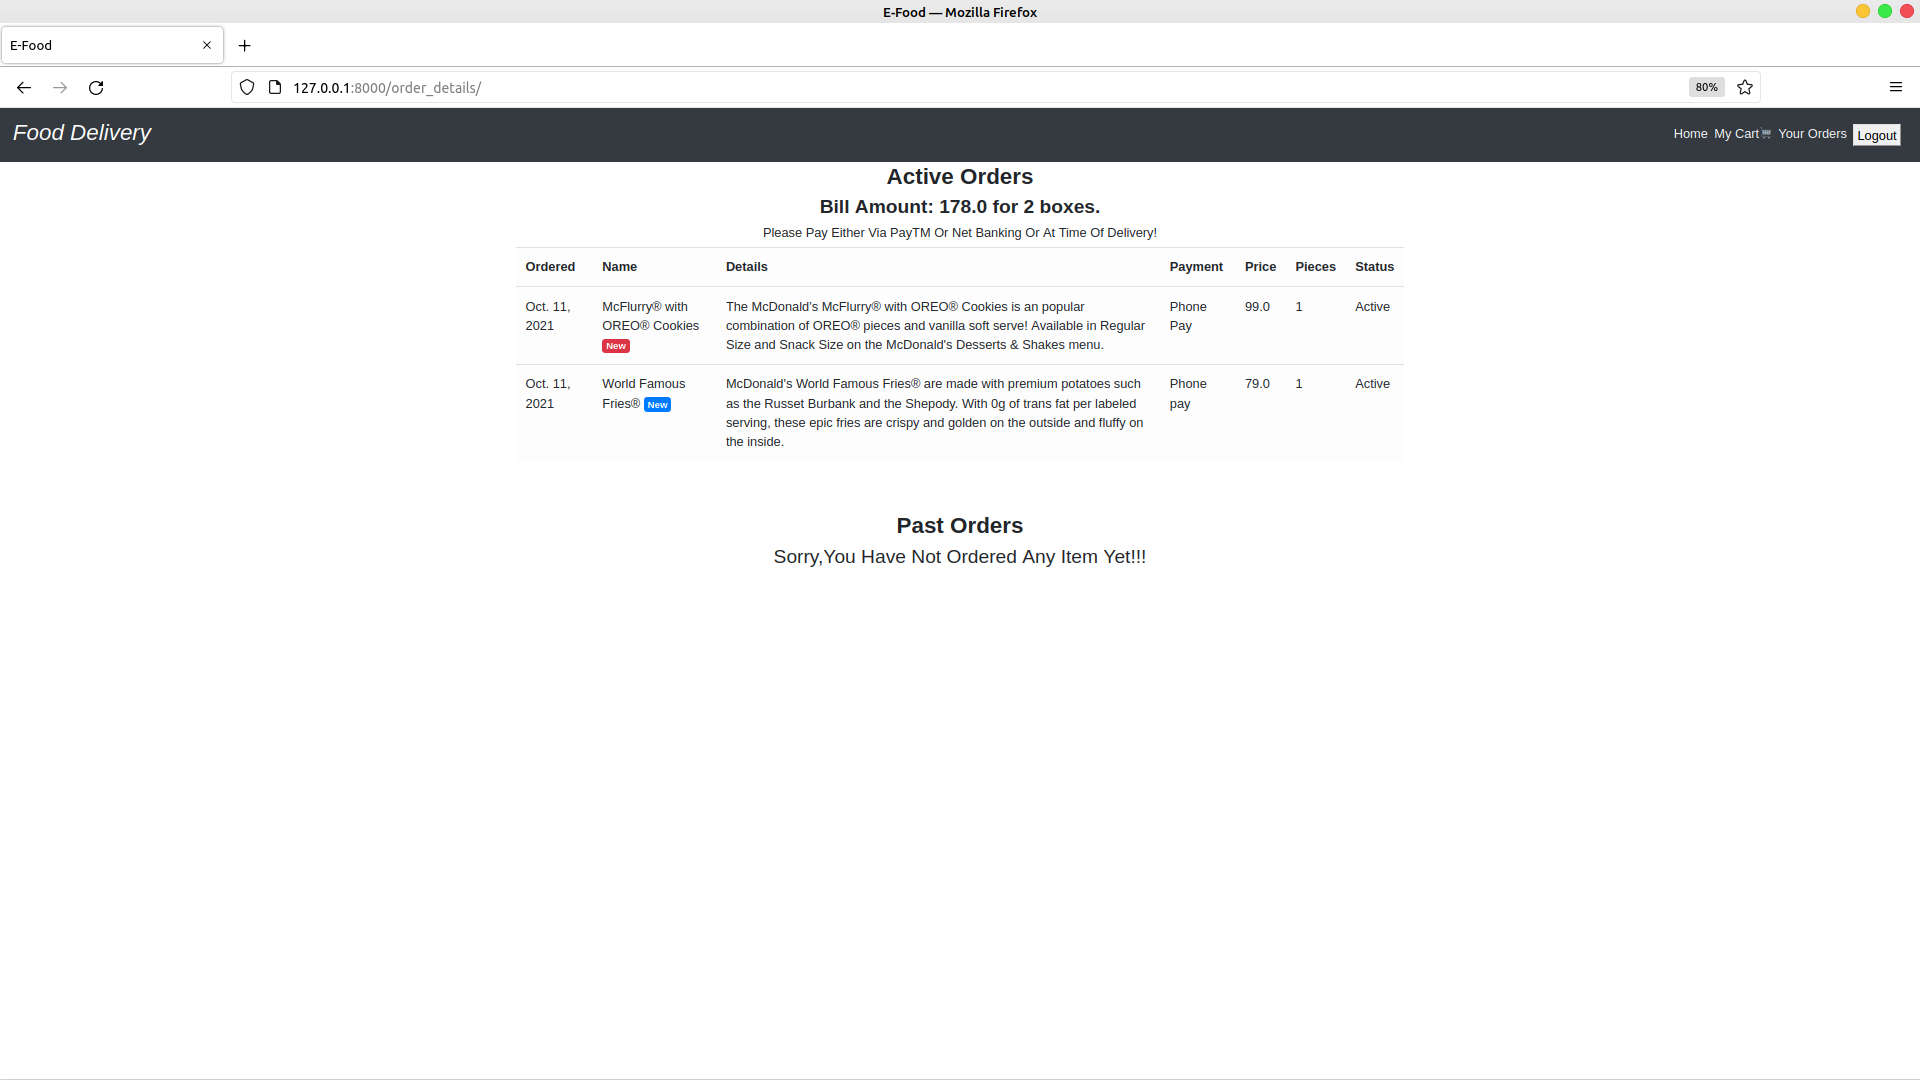 E-Food — Mozilla Firefox
E-Food
127.0.0.1:8000/order_details/
80%
Food Delivery
Home My Cart Your Orders Logout
Active Orders
Bill Amount: 178.0 for 2 boxes.
Please Pay Either Via PayTM Or Net Banking Or At Time Of Delivery!
Ordered Name Details Payment Price Pieces Status
Oct. 11, McFlurry® with The McDonald's McFlurry® with OREO® Cookies is an popular Phone 99.0 1 Active
2021 OREO® Cookies combination of OREO® pieces and vanilla soft serve! Available in Regular Pay
New Size and Snack Size on the McDonald's Desserts & Shakes menu.
Oct. 11, World Famous McDonald's World Famous Fries® are made with premium potatoes such Phone 79.0 1 Active
2021 Fries® New as the Russet Burbank and the Shepody. With 0g of trans fat per labeled pay
serving, these epic fries are crispy and golden on the outside and fluffy on
the inside.
Past Orders
Sorry,You Have Not Ordered Any Item Yet!!!